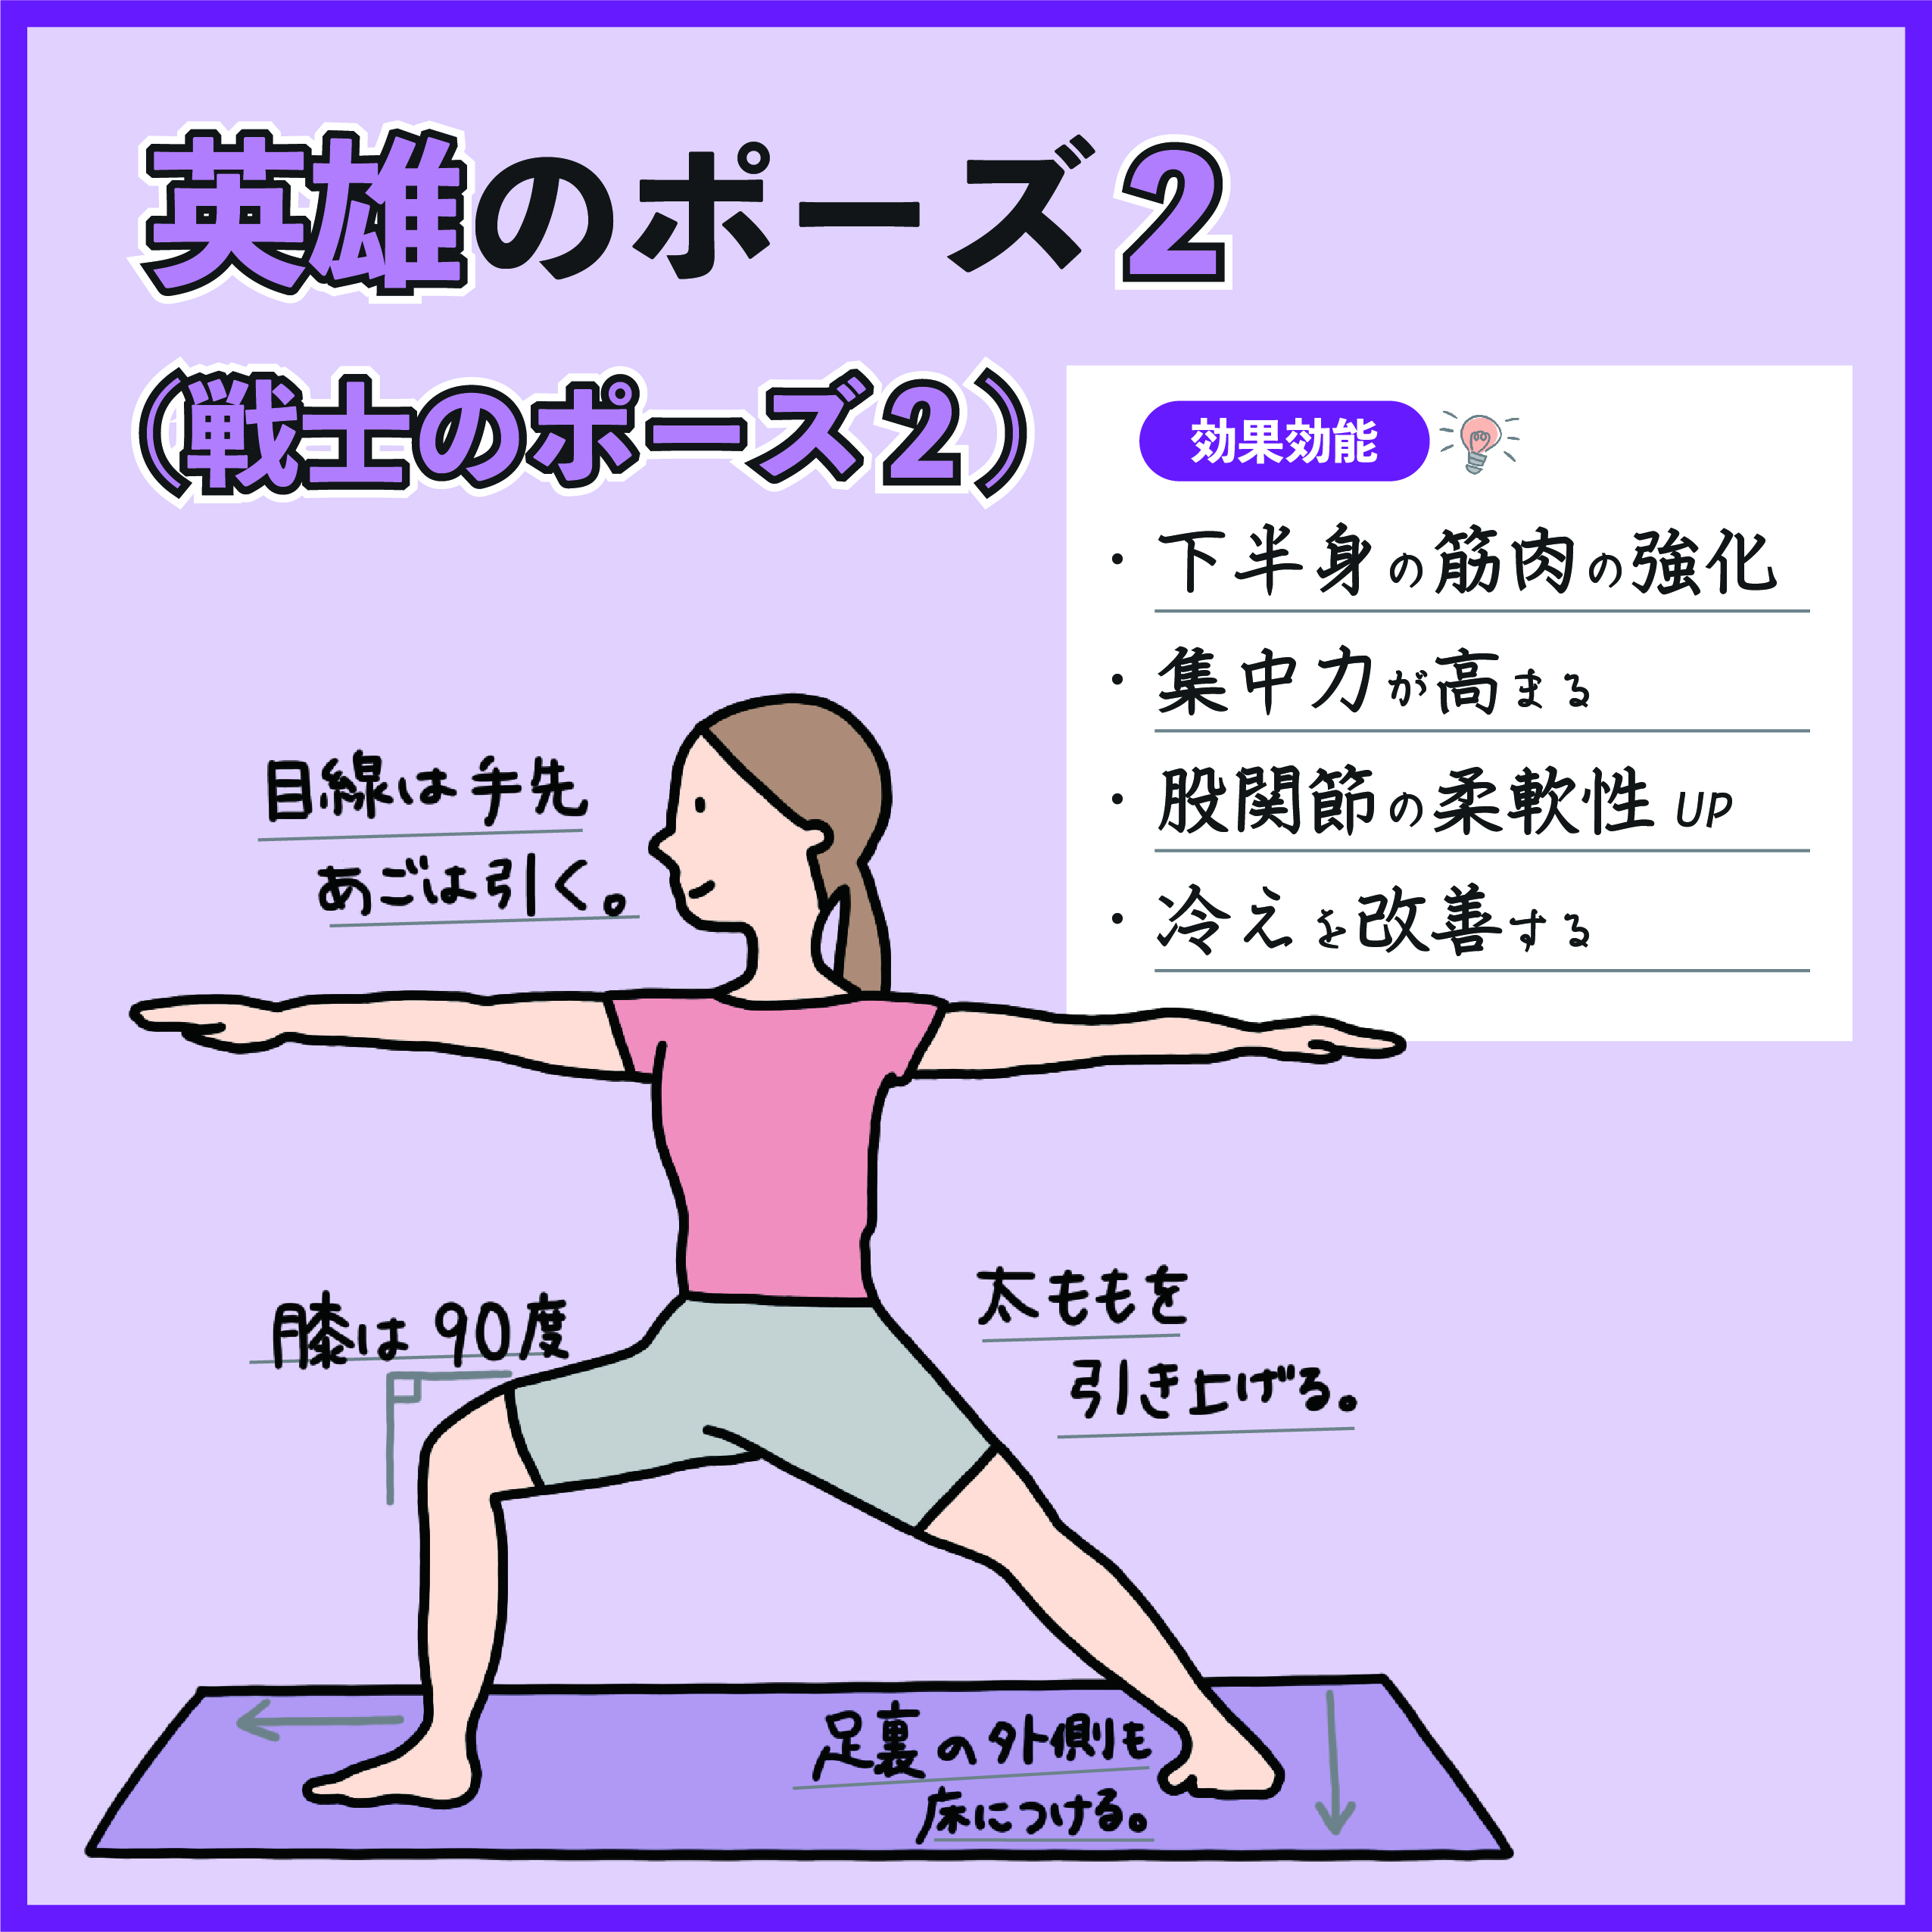 英雄のポーズ2
(戦士のポーズ2)
効果効能
・下半身の筋肉の強化
・集中力が高まる
・股関節の柔軟性UP
・冷えを改善する
目線は手先
あごは引く。
膝は90度
太ももを
引き上げる。
足裏の外側も
床につける。